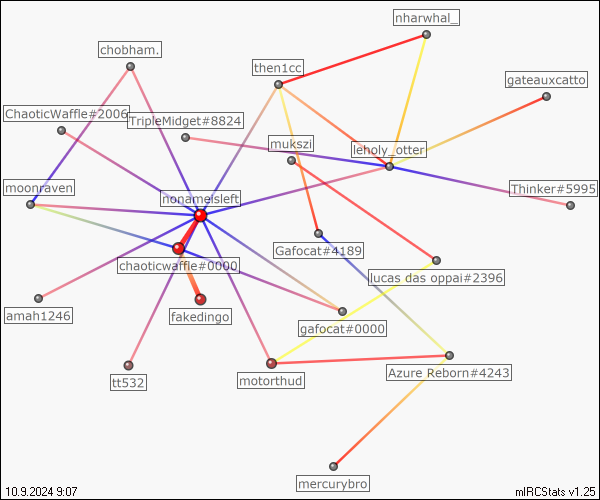 nharwhal_
chobham.
then1cc
gateauxcatto
ChaoticWaffle#2006
TripleMidget#8824
mukszi
leholy_otter
moonraven
nonameisleft
Thinker#5995
Gafocat#4189
chaoticwaffle#0000
lucas das oppai#2396
amah1246
fakedingo
gafocat#0000
tt532
motorthud
Azure Reborn#4243
mercurybro
10.9.2024 9:07
mIRCStats v1.25